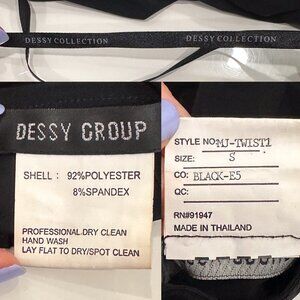 DESSY COLLECTION DESSY COLLECTION
DESSY GROUP
SHELL : 92%POLYESTER
8%SPANDEX
PROFESSIONAL DRY CLEAN
HAND WASH
LAY FLAT TO DRY/SPOT CLEAN
STYLE NO: MJ-TWIST1
SIZE: S
CO: BLACK-E5
QC:
RN#91947
MADE IN THAILAND